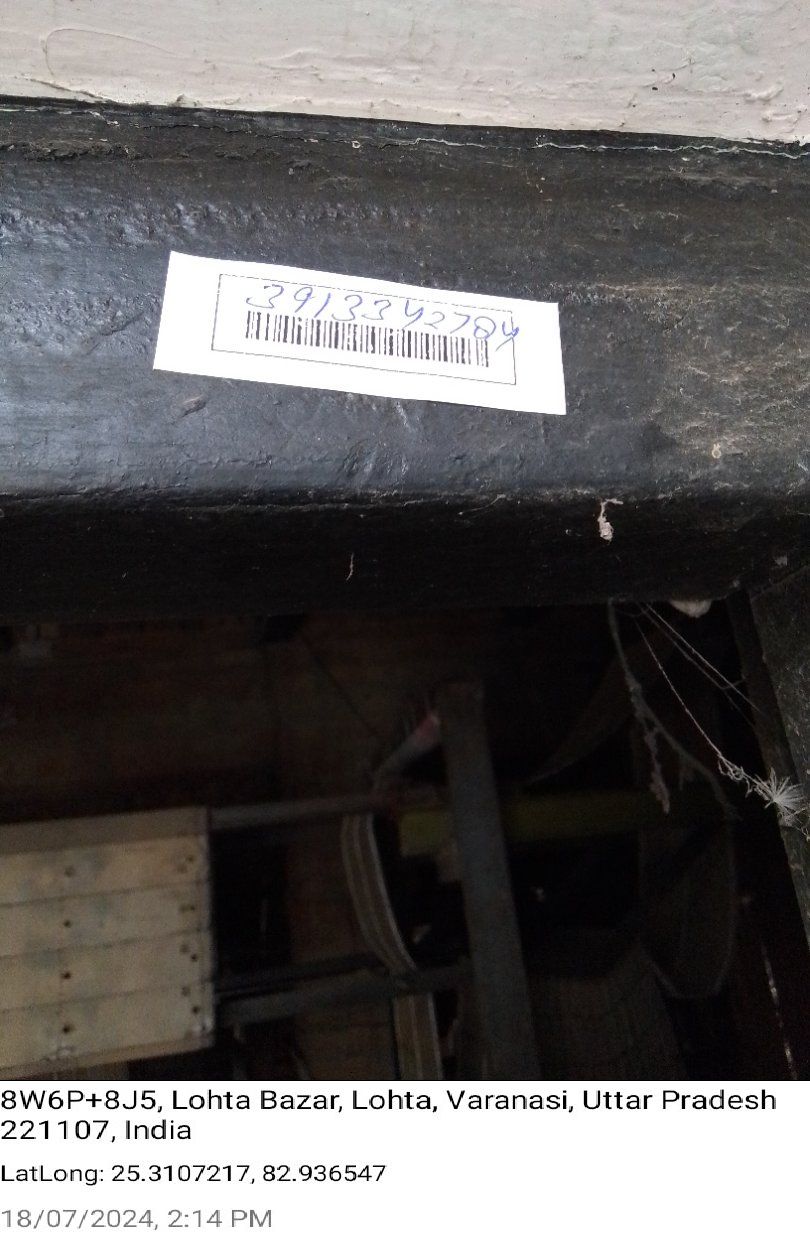 3913342784
8W6P+8J5, Lohta Bazar, Lohta, Varanasi, Uttar Pradesh
221107, India
LatLong: 25.3107217, 82.936547
18/07/2024, 2:14 PM